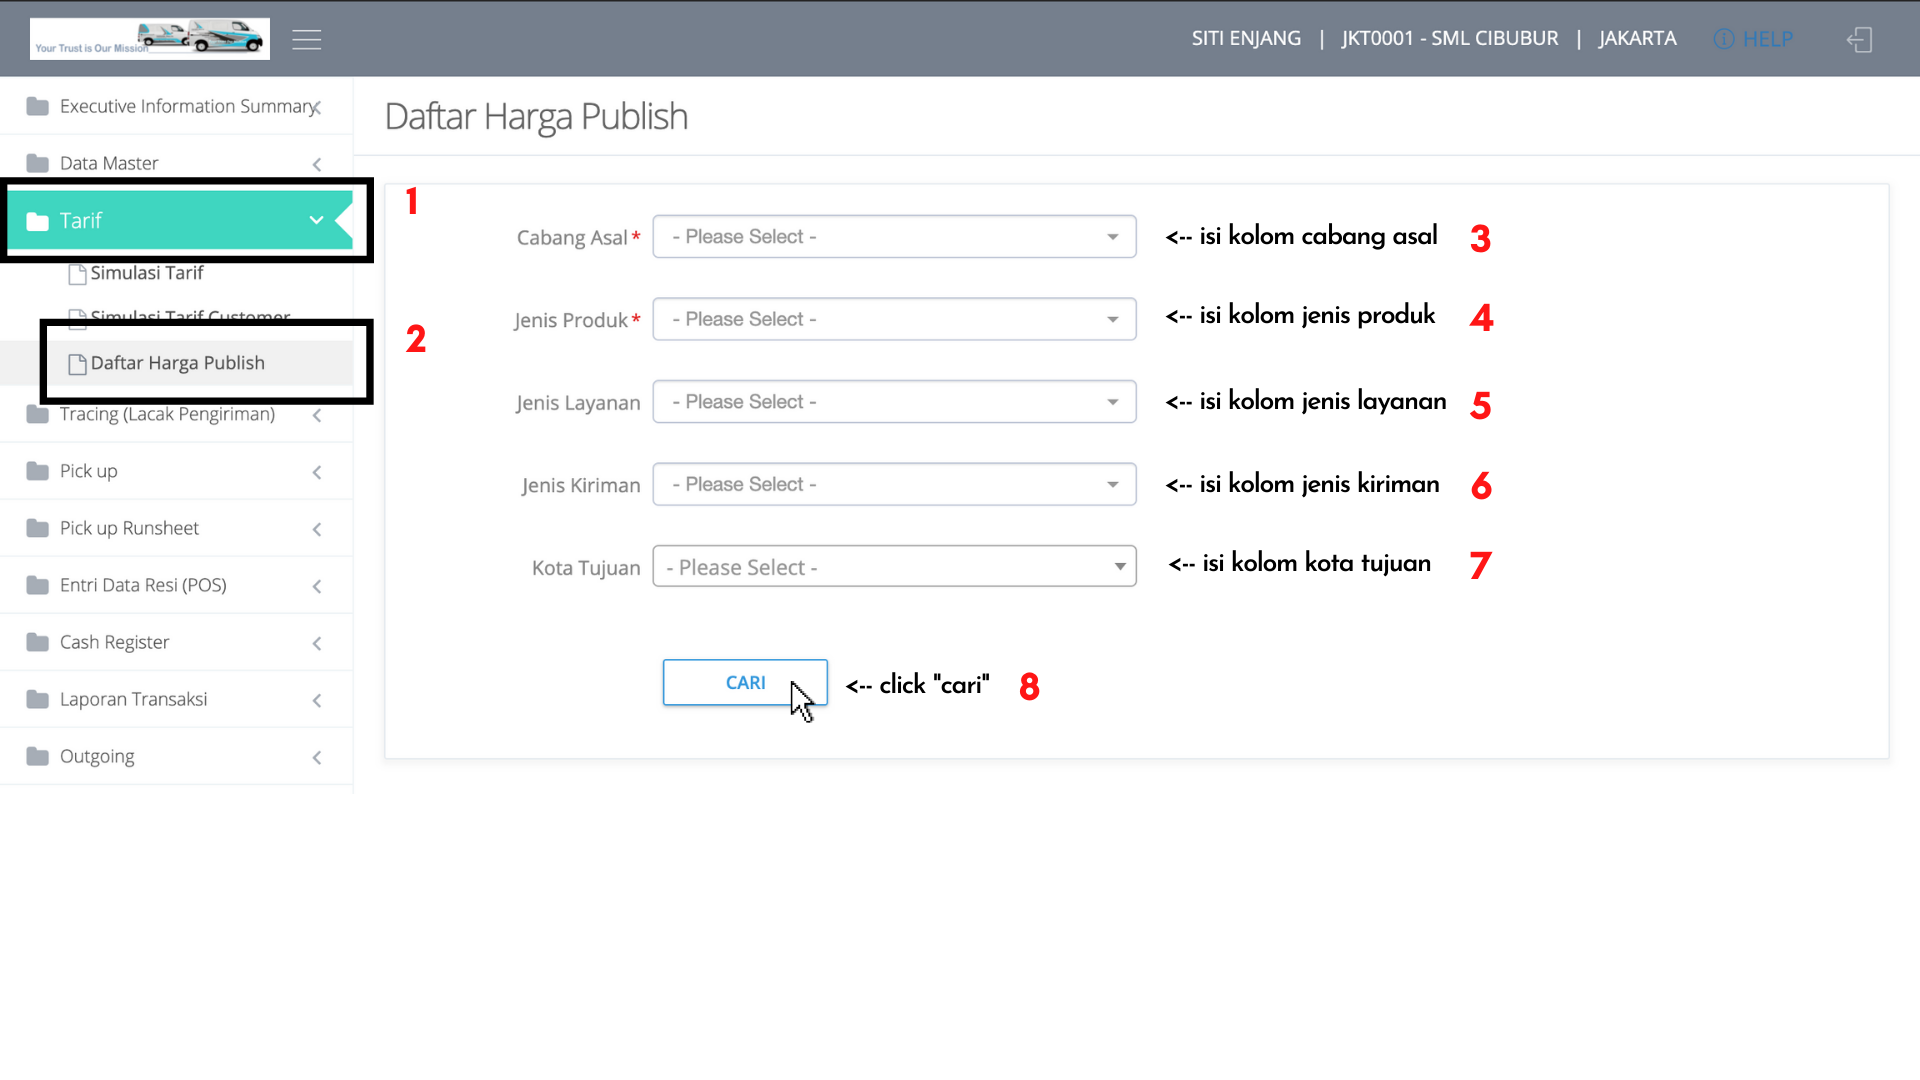 Your Trust is Our Mission
SITI ENJANG | JKT0001 - SML CIBUBUR | JAKARTA HELP
Executive Information Summary
Data Master
Tarif
Simulasi Tarif
Simulasi Tarif Customer
Daftar Harga Publish
Tracing (Lacak Pengiriman)
Pick up
Pick up Runsheet
Entri Data Resi (POS)
Cash Register
Laporan Transaksi
Outgoing
1
2
Daftar Harga Publish
Cabang Asal* - Please Select - <-- isi kolom cabang asal 3
Jenis Produk* - Please Select - <-- isi kolom jenis produk 4
Jenis Layanan - Please Select - <-- isi kolom jenis layanan 5
Jenis Kiriman - Please Select - <-- isi kolom jenis kiriman 6
Kota Tujuan - Please Select - <-- isi kolom kota tujuan 7
CARI <-- click "cari" 8